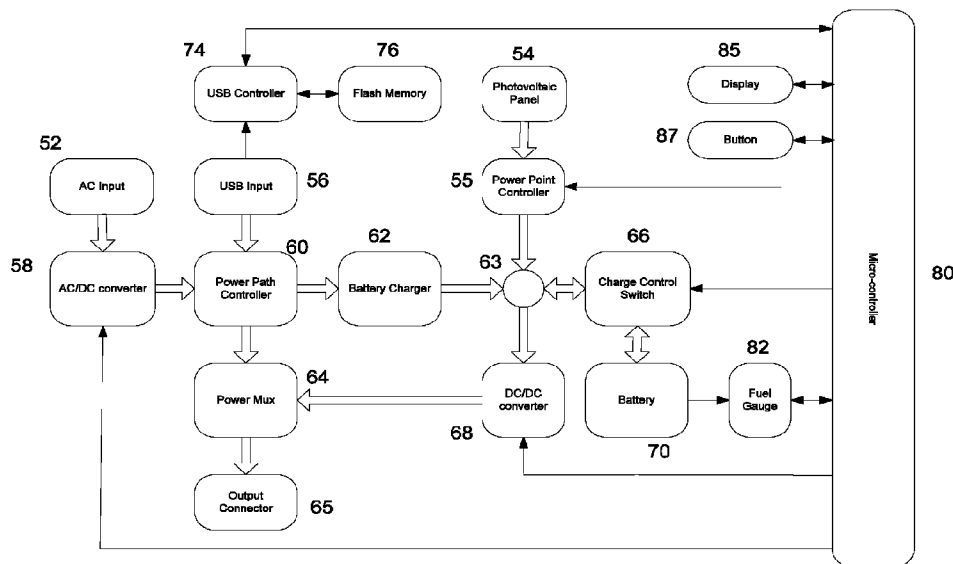 74
76
54
85
USB Controller
Flash Memory
Photovoltaic
Panel
Display
52
87
Button
AC Input
USB Input
56
55
Power Point
Controller
58
60
62
63
66
AC/DC converter
Power Path
Controller
Battery Charger
Charge Control
Switch
Micro-controller
80
64
82
Power Mux
DC/DC
converter
Battery
Fuel
Gauge
68
70
Output
Connector
65